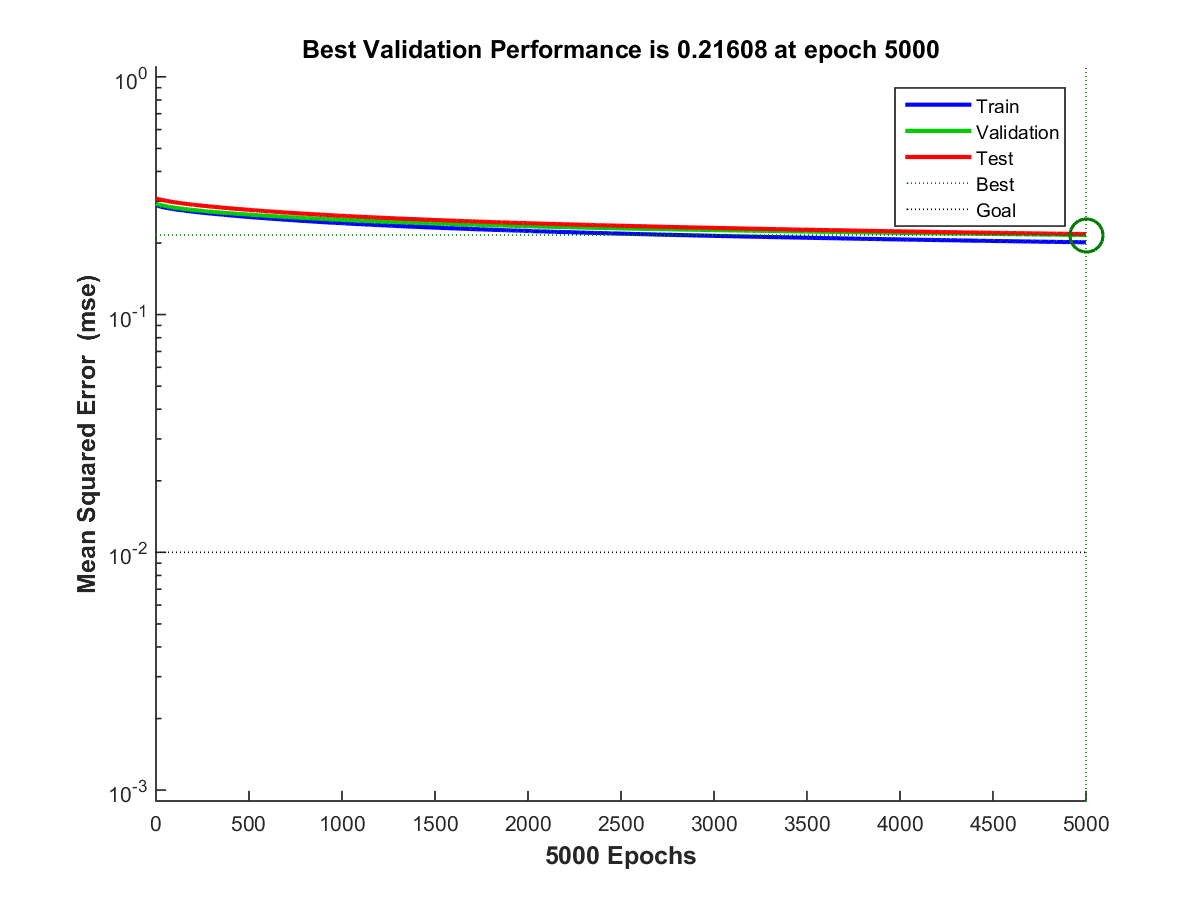 Best Validation Performance is 0.21608 at epoch 5000
10^0
10^-1
10^-2
10^-3
Mean Squared Error (mse)
Train
Validation
Test
Best
Goal
0 500 1000 1500 2000 2500 3000 3500 4000 4500 5000
5000 Epochs